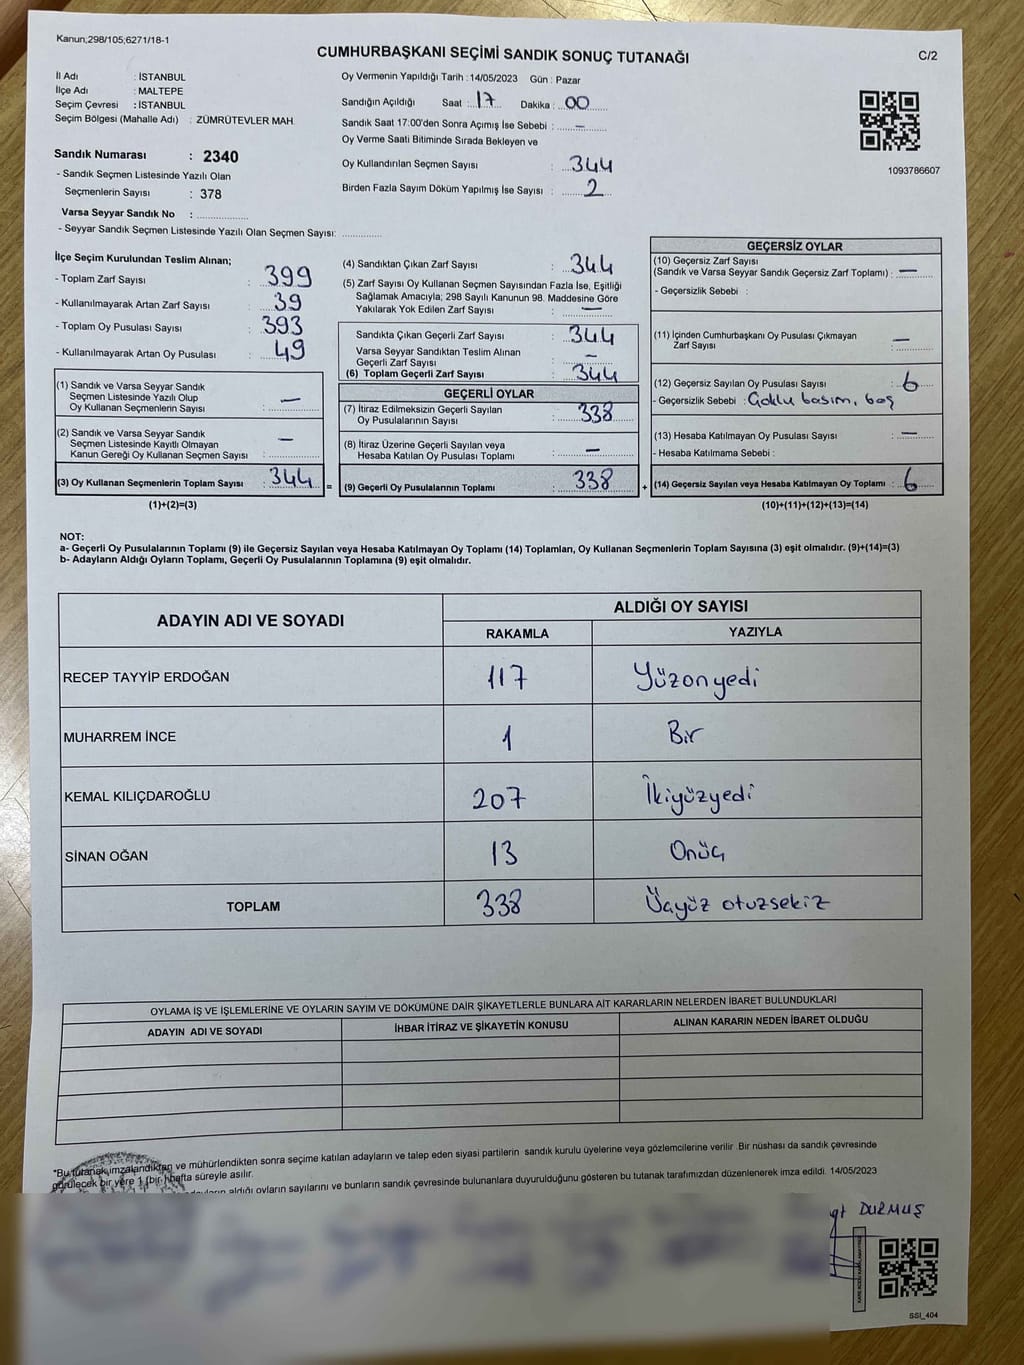 Kanun;298/105;6271/18-1
CUMHURBAŞKANI SEÇİMİ SANDIK SONUÇ TUTANAĞI
C/2
İl Adı : İSTANBUL
İlçe Adı : MALTEPE
Seçim Çevresi : İSTANBUL
Seçim Bölgesi (Mahalle Adı) : ZÜMRÜTEVLER MAH.
Sandık Numarası : 2340
- Sandık Seçmen Listesinde Yazılı Olan
Seçmenlerin Sayısı : 378
Varsa Seyyar Sandık No : ............
- Seyyar Sandık Seçmen Listesinde Yazılı Olan Seçmen Sayısı: ............
Oy Vermenin Yapıldığı Tarih :14/05/2023 Gün : Pazar
Sandığın Açıldığı Saat : 17 Dakika : 00
Sandık Saat 17:00'den Sonra Açımış İse Sebebi : —
Oy Verme Saati Bitiminde Sırada Bekleyen ve
Oy Kullandırılan Seçmen Sayısı : 344
Birden Fazla Sayım Döküm Yapılmış İse Sayısı : 2
1093786607
İlçe Seçim Kurulundan Teslim Alınan;
- Toplam Zarf Sayısı : 399
- Kullanılmayarak Artan Zarf Sayısı : 39
- Toplam Oy Pusulası Sayısı : 393
- Kullanılmayarak Artan Oy Pusulası : 49
(1) Sandık ve Varsa Seyyar Sandık
Seçmen Listesinde Yazılı Olup
Oy Kullanan Seçmenlerin Sayısı : —
(2) Sandık ve Varsa Seyyar Sandık
Seçmen Listesinde Kayıtlı Olmayan
Kanun Gereği Oy Kullanan Seçmen Sayısı : —
(3) Oy Kullanan Seçmenlerin Toplam Sayısı : 344 =
(1)+(2)=(3)
(4) Sandıktan Çıkan Zarf Sayısı : 344
(5) Zarf Sayısı Oy Kullanan Seçmen Sayısından Fazla İse, Eşitliği
Sağlamak Amacıyla; 298 Sayılı Kanunun 98. Maddesine Göre
Yakılarak Yok Edilen Zarf Sayısı : —
Sandıkta Çıkan Geçerli Zarf Sayısı : 344
Varsa Seyyar Sandıktan Teslim Alınan
Geçerli Zarf Sayısı : —
(6) Toplam Geçerli Zarf Sayısı : 344
GEÇERLİ OYLAR
(7) İtiraz Edilmeksizin Geçerli Sayılan
Oy Pusulalarının Sayısı : 338
(8) İtiraz Üzerine Geçerli Sayılan veya
Hesaba Katılan Oy Pusulası Toplamı : —
(9) Geçerli Oy Pusulalarının Toplamı : 338 +
GEÇERSİZ OYLAR
(10) Geçersiz Zarf Sayısı
(Sandık ve Varsa Seyyar Sandık Geçersiz Zarf Toplamı) : —
- Geçersizlik Sebebi :
(11) İçinden Cumhurbaşkanı Oy Pusulası Çıkmayan
Zarf Sayısı : —
(12) Geçersiz Sayılan Oy Pusulası Sayısı : 6
- Geçersizlik Sebebi : Çoklu basım, boş
(13) Hesaba Katılmayan Oy Pusulası Sayısı : —
- Hesaba Katılmama Sebebi :
(14) Geçersiz Sayılan veya Hesaba Katılmayan Oy Toplamı : 6
(10)+(11)+(12)+(13)=(14)
NOT:
a- Geçerli Oy Pusulalarının Toplamı (9) ile Geçersiz Sayılan veya Hesaba Katılmayan Oy Toplamı (14) Toplamları, Oy Kullanan Seçmenlerin Toplam Sayısına (3) eşit olmalıdır. (9)+(14)=(3)
b- Adayların Aldığı Oyların Toplamı, Geçerli Oy Pusulalarının Toplamına (9) eşit olmalıdır.
ADAYIN ADI VE SOYADI
ALDIĞI OY SAYISI
RAKAMLA YAZIYLA
RECEP TAYYİP ERDOĞAN 117 Yüzonyedi
MUHARREM İNCE 1 Bir
KEMAL KILIÇDAROĞLU 207 İkiyüzyedi
SİNAN OĞAN 13 Onüç
TOPLAM 338 Üçyüz otuzsekiz
OYLAMA İŞ VE İŞLEMLERİNE VE OYLARIN SAYIM VE DÖKÜMÜNE DAİR ŞİKAYETLERLE BUNLARA AİT KARARLARIN NELERDEN İBARET BULUNDUKLARI
ADAYIN ADI VE SOYADI İHBAR İTİRAZ VE ŞİKAYETİN KONUSU ALINAN KARARIN NEDEN İBARET OLDUĞU
*Bu tutanak imzalandıktan ve mühürlendikten sonra seçime katılan adayların ve talep eden siyasi partilerin sandık kurulu üyelerine veya gözlemcilerine verilir. Bir nüshası da sandık çevresinde
görülecek bir yere 1 (bir) hafta süreyle asılır.
aldığı oyların sayılarını ve bunların sandık çevresinde bulunanlara duyurulduğunu gösteren bu tutanak tarafımızdan düzenlenerek imza edildi. 14/05/2023
DURMUŞ
SSI_404